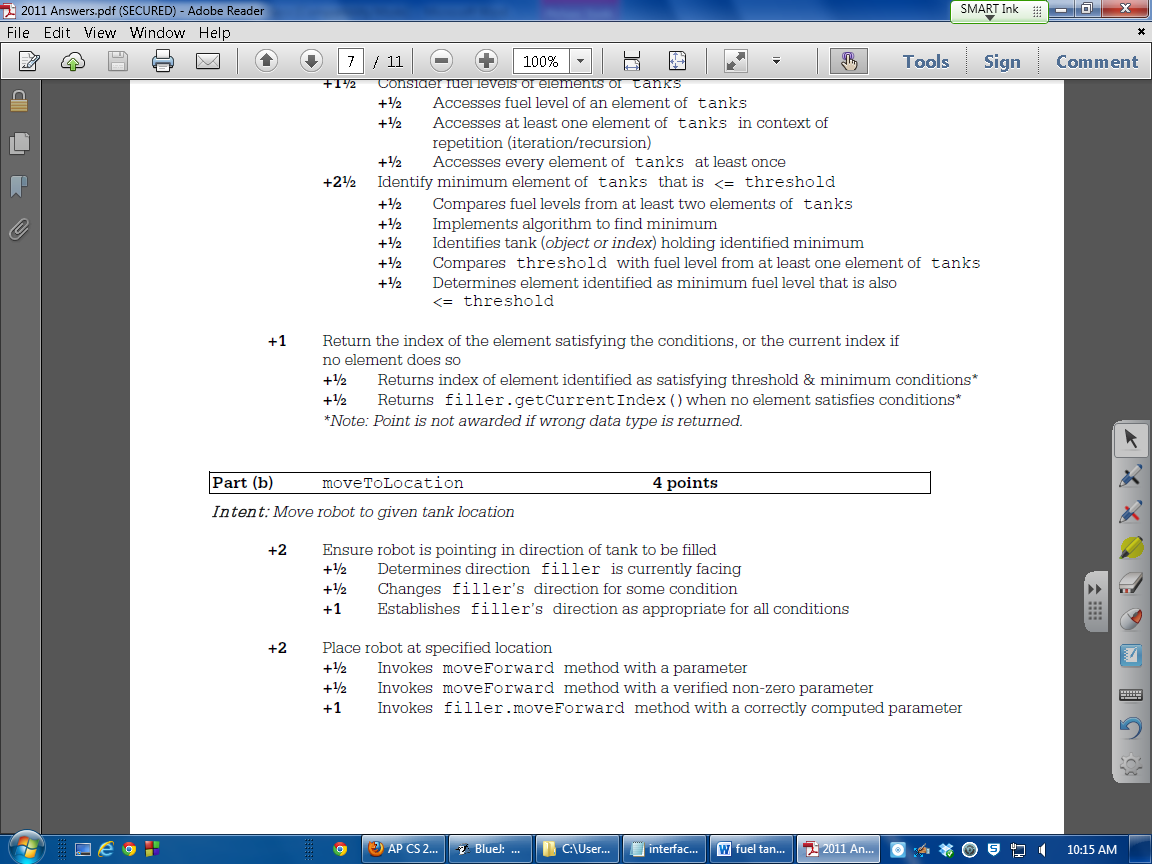 2011 Answers.pdf (SECURED) - Adobe Reader
SMART Ink
File Edit View Window Help
7 / 11
100%
Tools Sign Comment
+1½ Consider fuel levels of elements of tanks
+½ Accesses fuel level of an element of tanks
+½ Accesses at least one element of tanks in context of
repetition (iteration/recursion)
+½ Accesses every element of tanks at least once
+2½ Identify minimum element of tanks that is <= threshold
+½ Compares fuel levels from at least two elements of tanks
+½ Implements algorithm to find minimum
+½ Identifies tank (object or index) holding identified minimum
+½ Compares threshold with fuel level from at least one element of tanks
+½ Determines element identified as minimum fuel level that is also
<= threshold
+1 Return the index of the element satisfying the conditions, or the current index if
no element does so
+½ Returns index of element identified as satisfying threshold & minimum conditions*
+½ Returns filler.getCurrentIndex() when no element satisfies conditions*
*Note: Point is not awarded if wrong data type is returned.
Part (b) moveToLocation 4 points
Intent: Move robot to given tank location
+2 Ensure robot is pointing in direction of tank to be filled
+½ Determines direction filler is currently facing
+½ Changes filler's direction for some condition
+1 Establishes filler's direction as appropriate for all conditions
+2 Place robot at specified location
+½ Invokes moveForward method with a parameter
+½ Invokes moveForward method with a verified non-zero parameter
+1 Invokes filler.moveForward method with a correctly computed parameter
AP CS 2... BlueJ: ... C:\User... interfac... fuel tan... 2011 An... 10:15 AM